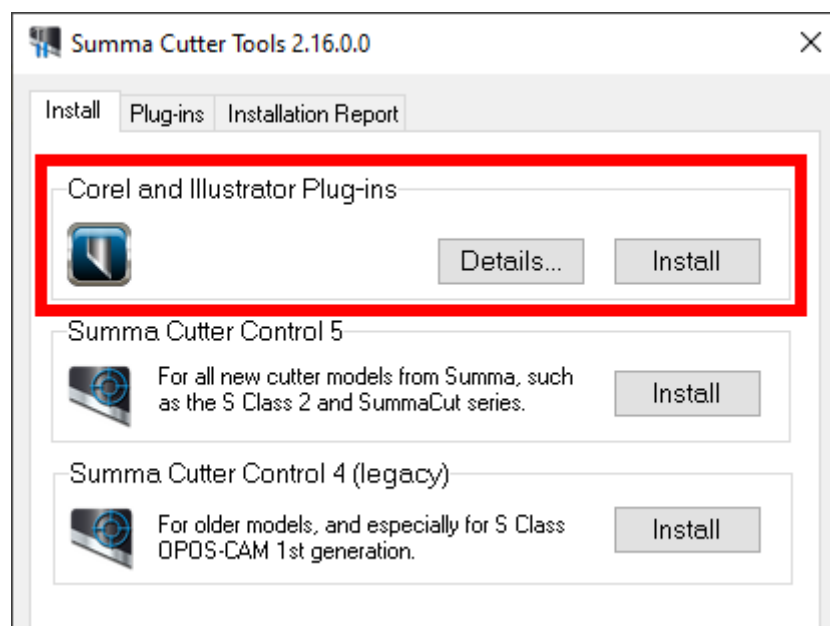 Summa Cutter Tools 2.16.0.0
Install Plug-ins Installation Report
Corel and Illustrator Plug-ins
Details... Install
Summa Cutter Control 5
For all new cutter models from Summa, such
as the S Class 2 and SummaCut series.
Install
Summa Cutter Control 4 (legacy)
For older models, and especially for S Class
OPOS-CAM 1st generation.
Install